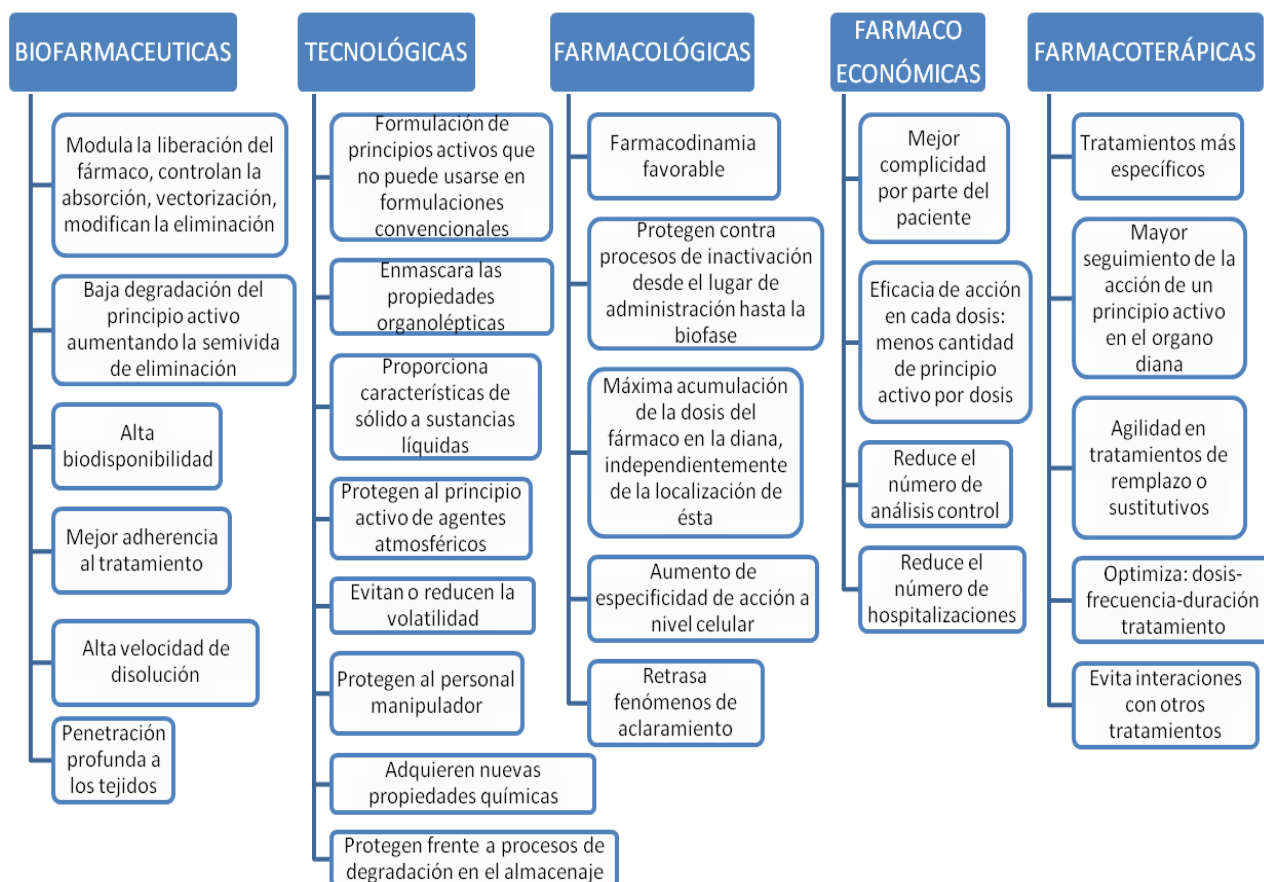 BIOFARMACEUTICAS
Modula la liberación del
fármaco, controlan la
absorción, vectorización,
modifican la eliminación
Baja degradación del
principio activo
aumentando la semivida
de eliminación
Alta
biodisponibilidad
Mejor adherencia
al tratamiento
Alta velocidad de
disolución
Penetración
profunda a
los tejidos
TECNOLÓGICAS
Formulación de
principios activos que
no puede usarse en
formulaciones
convencionales
Enmascara las
propiedades
organolépticas
Proporciona
características de
sólido a sustancias
líquidas
Protegen al principio
activo de agentes
atmosféricos
Evitan o reducen la
volatilidad
Protegen al personal
manipulador
Adquieren nuevas
propiedades químicas
Protegen frente a procesos de
degradación en el almacenaje
FARMACOLÓGICAS
Farmacodinamia
favorable
Protegen contra
procesos de inactivación
desde el lugar de
administración hasta la
biofase
Máxima acumulación
de la dosis del
fármaco en la diana,
independientemente
de la localización de
ésta
Aumento de
especificidad de acción a
nivel celular
Retrasa
fenómenos de
aclaramiento
FARMACO
ECONÓMICAS
Mejor
complicidad
por parte del
paciente
Eficacia de acción
en cada dosis:
menos cantidad
de principio
activo por dosis
Reduce el
número de
análisis control
Reduce el
número de
hospitalizaciones
FARMACOTERÁPICAS
Tratamientos más
específicos
Mayor
seguimiento de la
acción de un
principio activo
en el organo
diana
Agilidad en
tratamientos de
remplazo o
sustitutivos
Optimiza: dosis-
frecuencia-duración
tratamiento
Evita interaciones
con otros
tratamientos